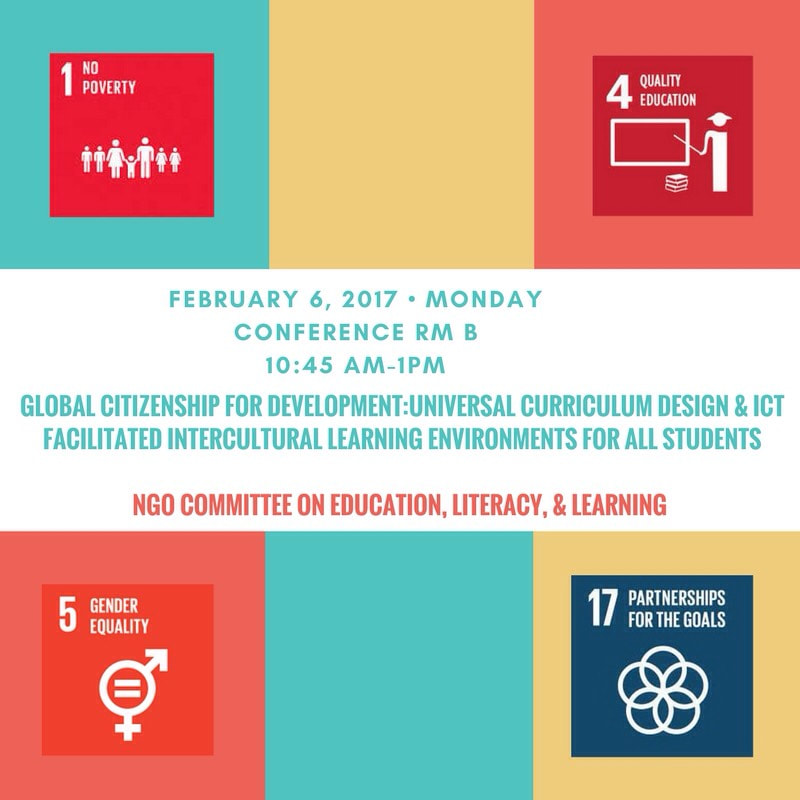 1 NO
POVERTY
4 QUALITY
EDUCATION
FEBRUARY 6, 2017 • MONDAY
CONFERENCE RM B
10:45 AM-1PM
GLOBAL CITIZENSHIP FOR DEVELOPMENT:UNIVERSAL CURRICULUM DESIGN & ICT
FACILITATED INTERCULTURAL LEARNING ENVIRONMENTS FOR ALL STUDENTS
NGO COMMITTEE ON EDUCATION, LITERACY, & LEARNING
5 GENDER
EQUALITY
17 PARTNERSHIPS
FOR THE GOALS